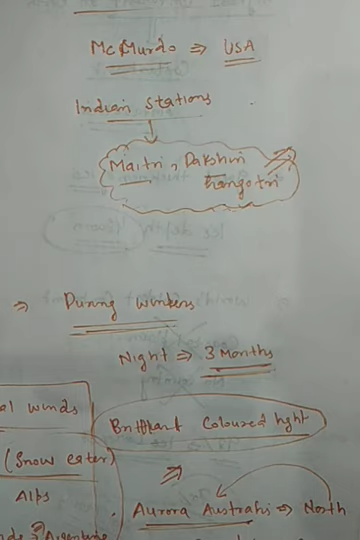 McMurdo ⇒ USA
Indian stations
Maitri, Dakshin
Gangotri
⇒ During winters
Night ⇒ 3 Months
al winds
Brilliant Coloured light
(Snow eater)
Alps
Aurora Australis ⇒ North
Argentina